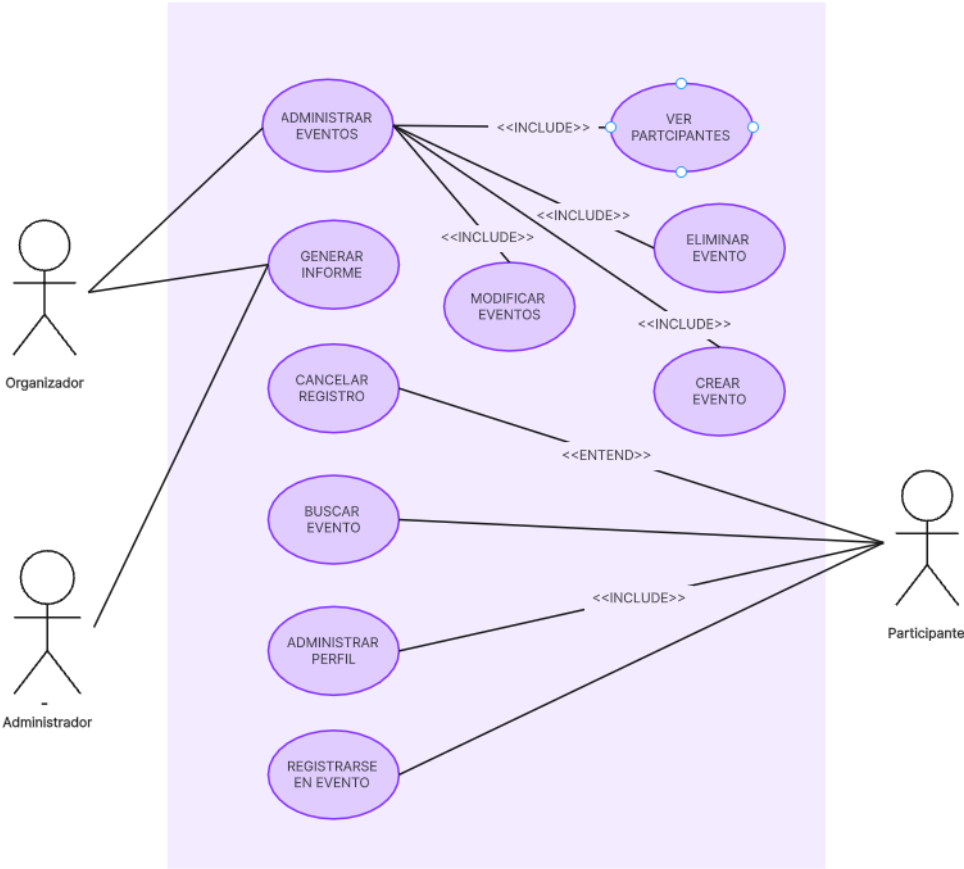 ADMINISTRAR
EVENTOS
<<INCLUDE>>
VER
PARTCIPANTES
<<INCLUDE>>
ELIMINAR
EVENTO
<<INCLUDE>>
MODIFICAR
EVENTOS
<<INCLUDE>>
CREAR
EVENTO
GENERAR
INFORME
Organizador
CANCELAR
REGISTRO
<<ENTEND>>
BUSCAR
EVENTO
<<INCLUDE>>
Participante
ADMINISTRAR
PERFIL
-
Administrador
REGISTRARSE
EN EVENTO